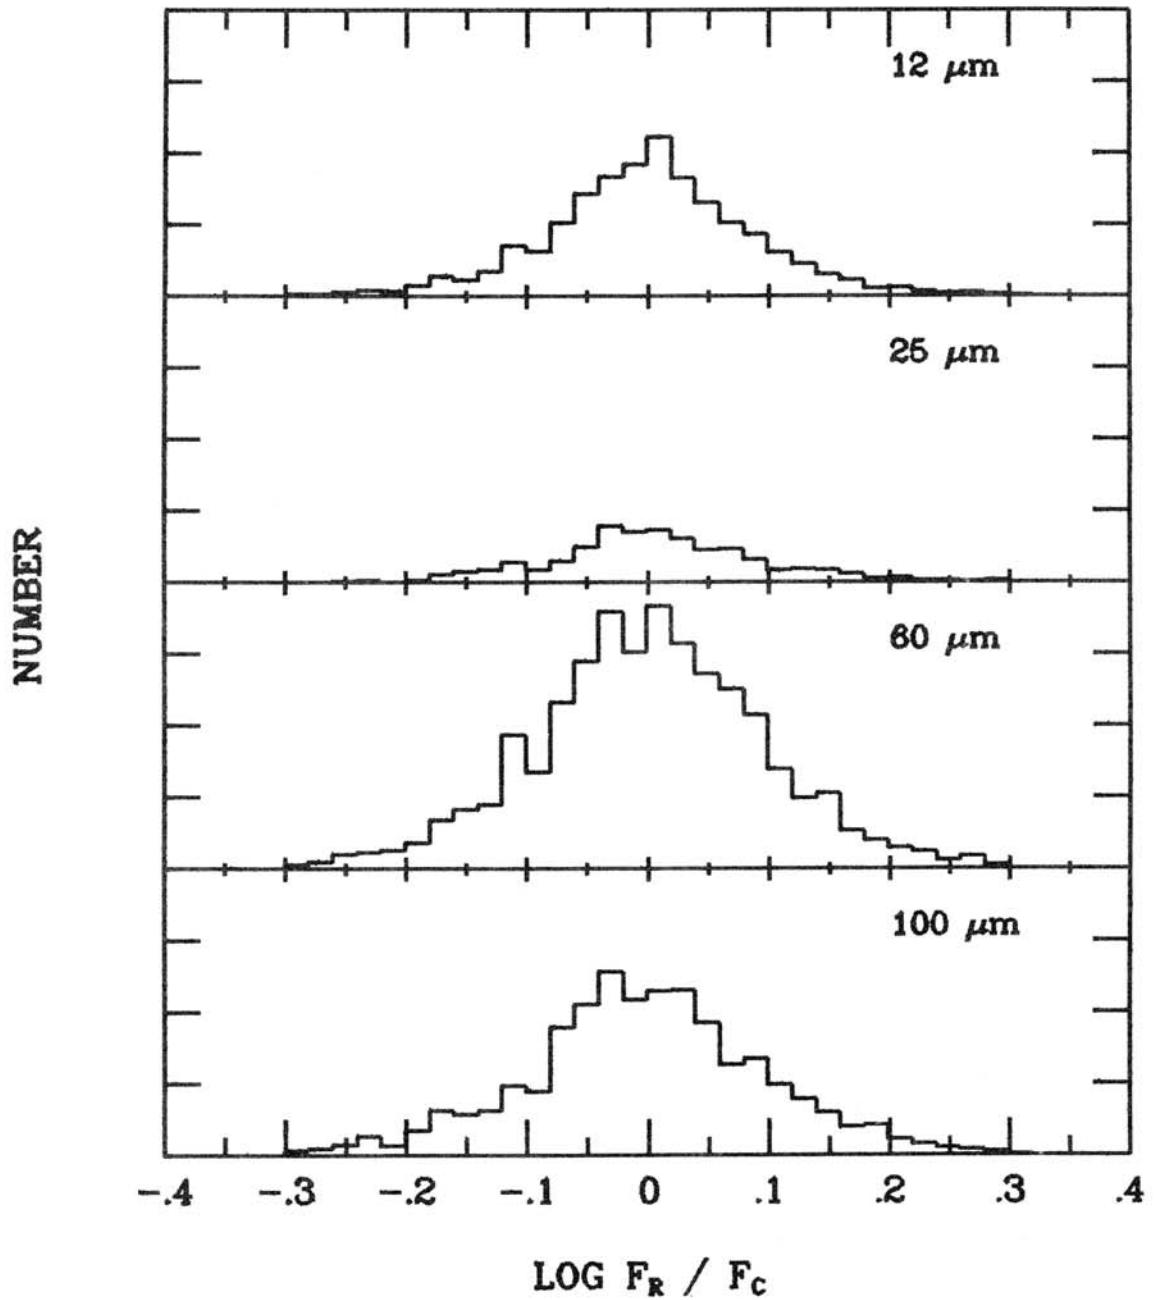 12 μm
25 μm
60 μm
100 μm
NUMBER
-.4 -.3 -.2 -.1 0 .1 .2 .3 .4
LOG F_R / F_C